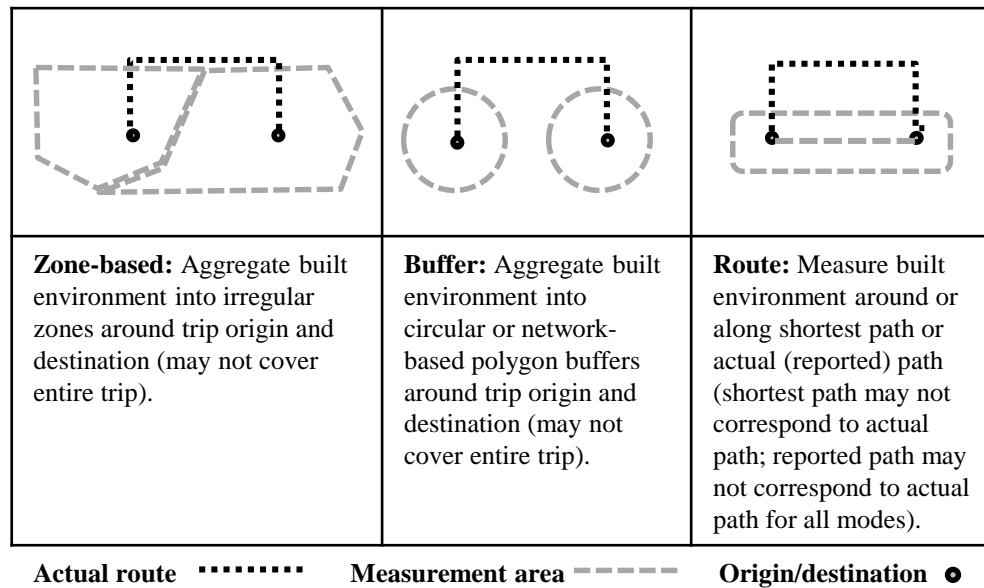 Zone-based: Aggregate built
environment into irregular
zones around trip origin and
destination (may not cover
entire trip).
Buffer: Aggregate built
environment into
circular or network-
based polygon buffers
around trip origin and
destination (may not
cover entire trip).
Route: Measure built
environment around or
along shortest path or
actual (reported) path
(shortest path may not
correspond to actual
path; reported path may
not correspond to actual
path for all modes).
Actual route Measurement area Origin/destination